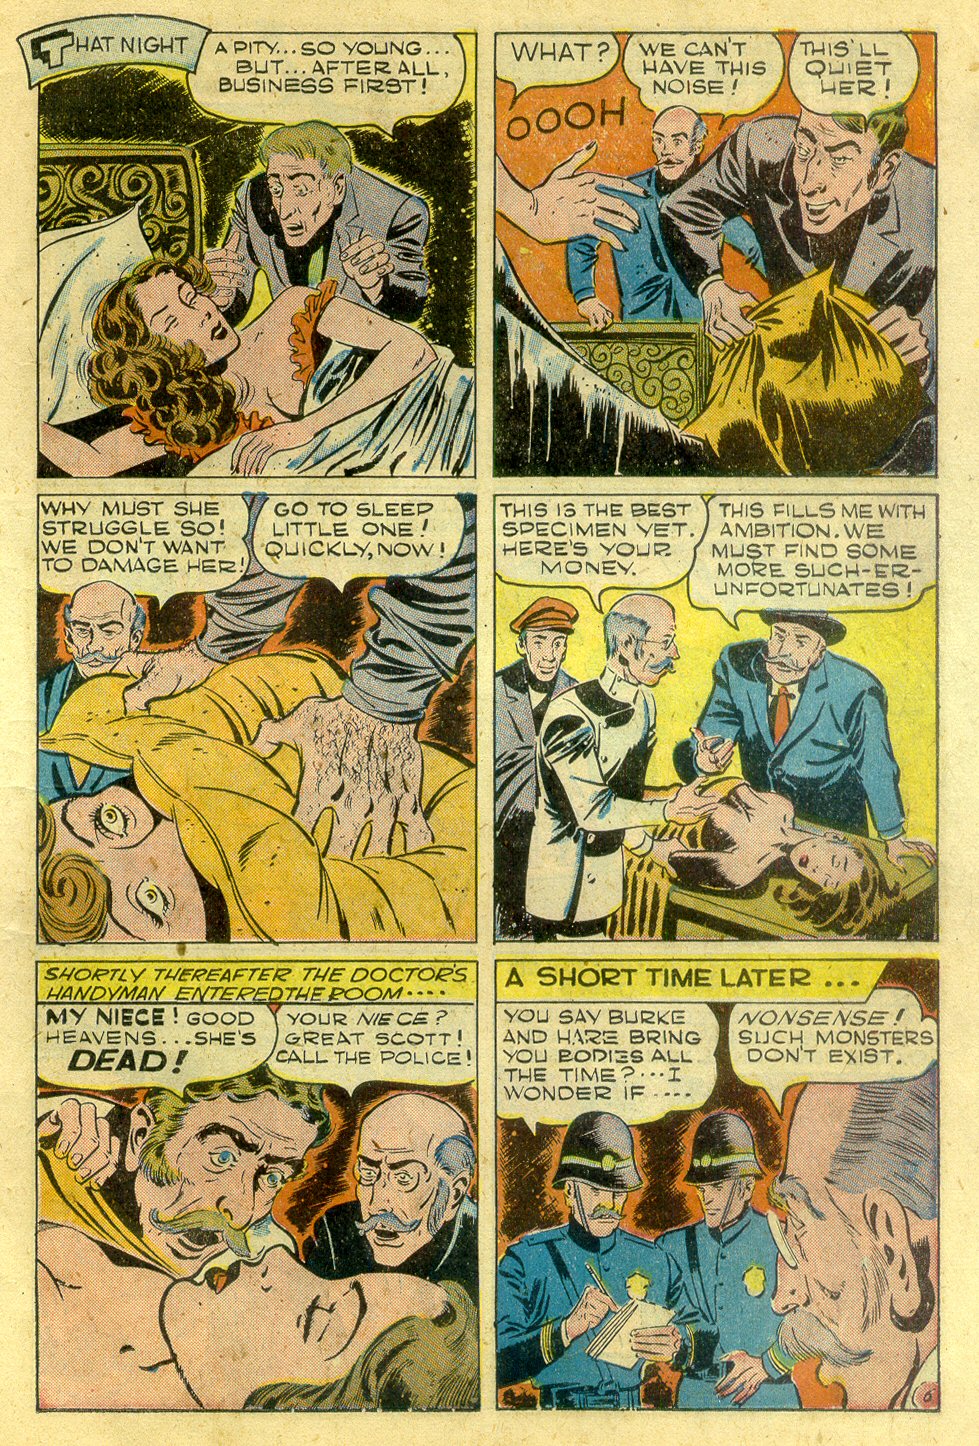 THAT NIGHT
A PITY... SO YOUNG...
BUT... AFTER ALL,
BUSINESS FIRST!
WHAT?
OOOH
WE CAN'T
HAVE THIS
NOISE!
THIS'LL
QUIET
HER!
WHY MUST SHE
STRUGGLE SO!
WE DON'T WANT
TO DAMAGE HER!
GO TO SLEEP
LITTLE ONE!
QUICKLY, NOW!
THIS IS THE BEST
SPECIMEN YET.
HERE'S YOUR
MONEY.
THIS FILLS ME WITH
AMBITION. WE
MUST FIND SOME
MORE SUCH-ER-
UNFORTUNATES!
SHORTLY THEREAFTER THE DOCTOR'S
HANDYMAN ENTERED THE ROOM....
MY NIECE! GOOD
HEAVENS... SHE'S
DEAD!
YOUR NIECE?
GREAT SCOTT!
CALL THE POLICE!
A SHORT TIME LATER...
YOU SAY BURKE
AND HARE BRING
YOU BODIES ALL
THE TIME?... I
WONDER IF ....
NONSENSE!
SUCH MONSTERS
DON'T EXIST.
6